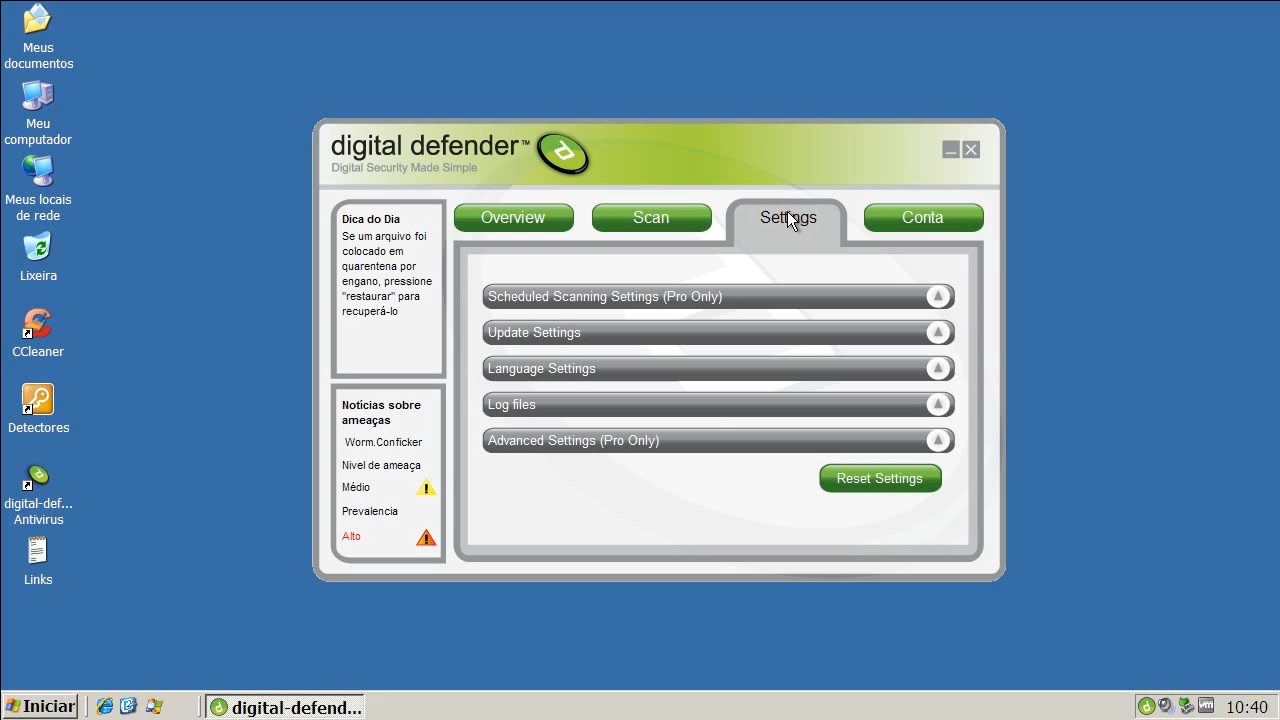 Meus
documentos
Meu
computador
Meus locais
de rede
Lixeira
CCleaner
Detectores
digital-def...
Antivirus
Links
digital defender™
Digital Security Made Simple
Dica do Dia
Se um arquivo foi
colocado em
quarentena por
engano, pressione
"restaurar" para
recuperá-lo
Notícias sobre
ameaças
Worm.Conficker
Nivel de ameaça
Médio
Prevalencia
Alto
Overview
Scan
Settings
Conta
Scheduled Scanning Settings (Pro Only)
Update Settings
Language Settings
Log files
Advanced Settings (Pro Only)
Reset Settings
Iniciar
digital-defend...
vm
10:40